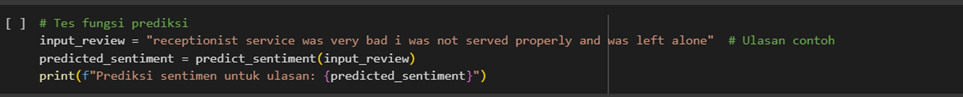 [ ] # Tes fungsi prediksi
input_review = "receptionist service was very bad i was not served properly and was left alone"  # Ulasan contoh
predicted_sentiment = predict_sentiment(input_review)
print(f"Prediksi sentimen untuk ulasan: {predicted_sentiment}")